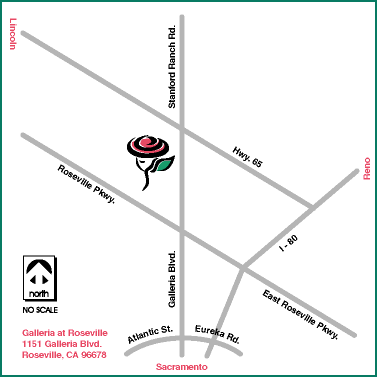 Lincoln
Stanford Ranch Rd.
Hwy. 65
Reno
Roseville Pkwy.
I - 80
Galleria Blvd.
East Roseville Pkwy.
north
NO SCALE
Atlantic St.
Eureka Rd.
Galleria at Roseville
1151 Galleria Blvd.
Roseville, CA 96678
Sacramento